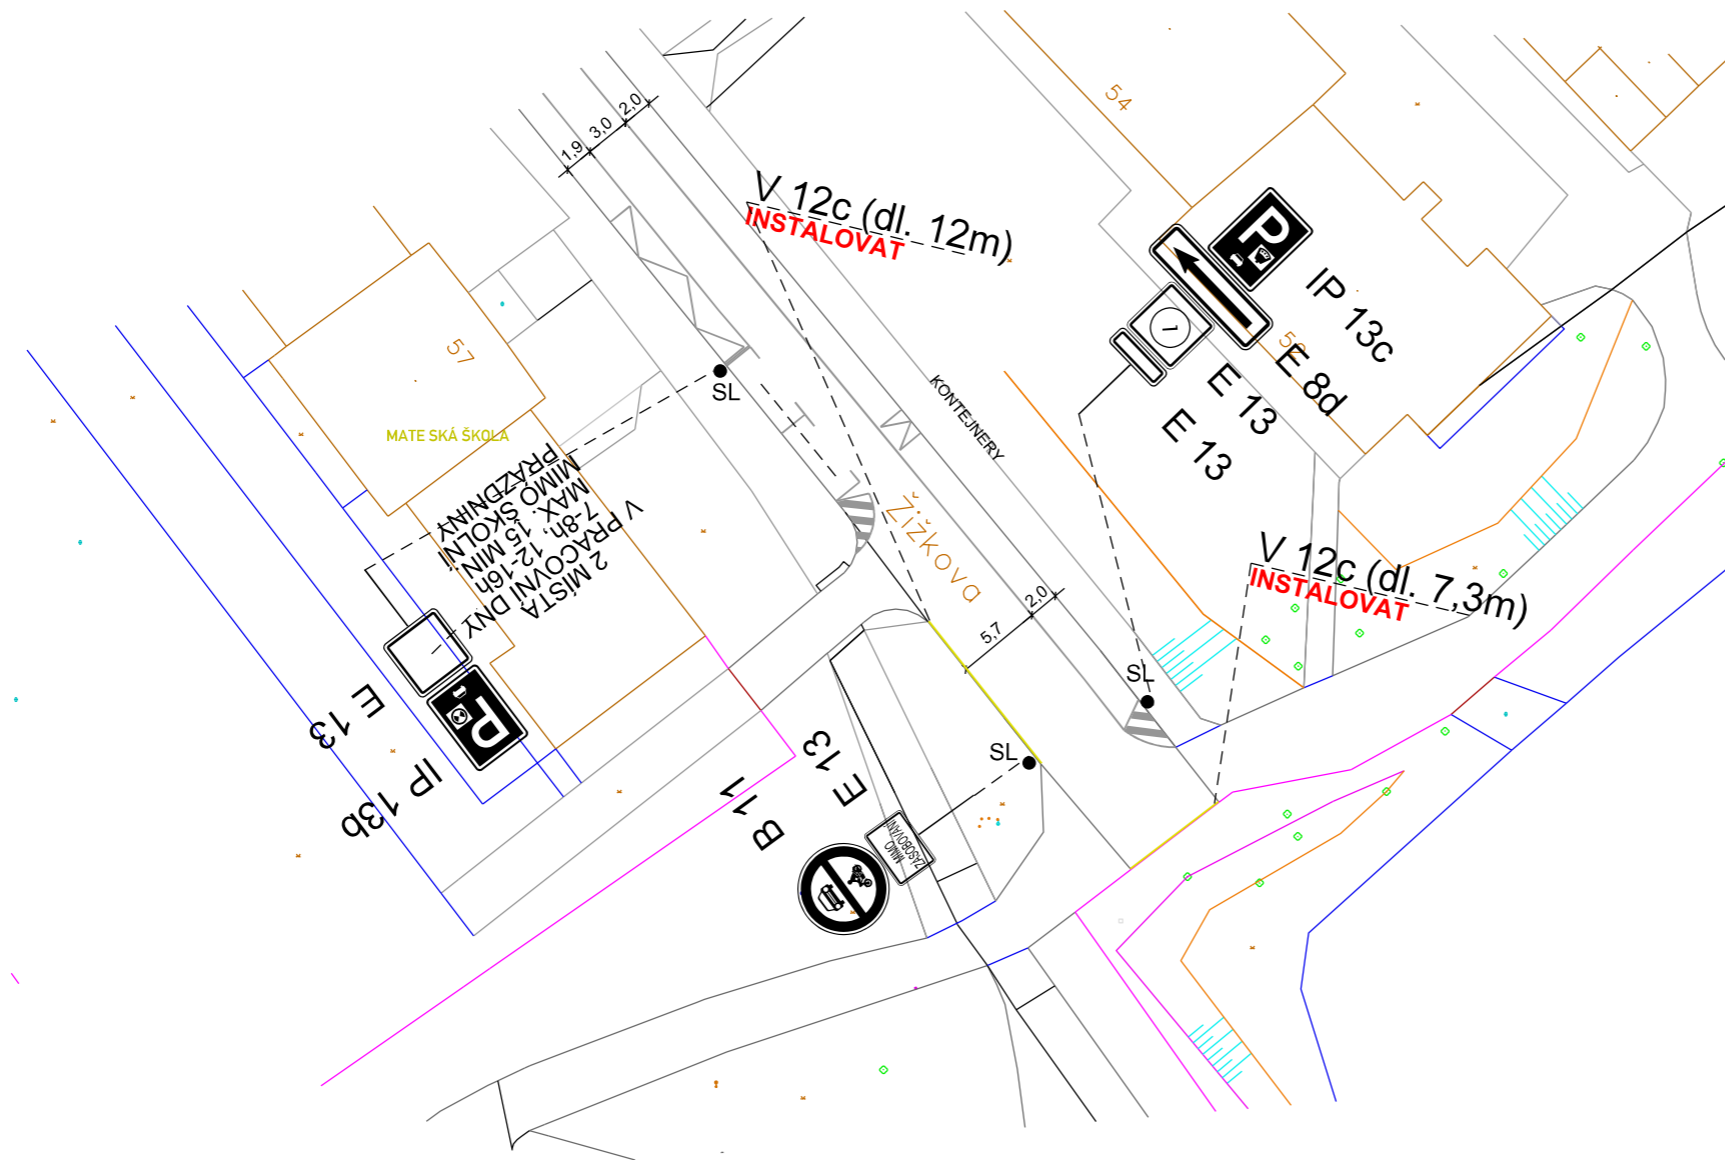 1,9
3,0
2,0
54
V 12c (dl. 12m)
INSTALOVAT
IP 13c
E 8d
E 13
E 13
1
P
57
SL
MATE SKÁ ŠKOLA
KONTEJNERY
2 MÍSTA
V PRACOVNÍ DNY
7-8h, 12-16h
MAX. 15 MIN
MIMO ŠKOLNÍ
PRÁZDNINY
Žižkova
V 12c (dl. 7,3m)
INSTALOVAT
5,7
2,0
SL
SL
E 13
IP 13b
P
B 11
E 13
MIMO
ZÁSOBOVÁNÍ